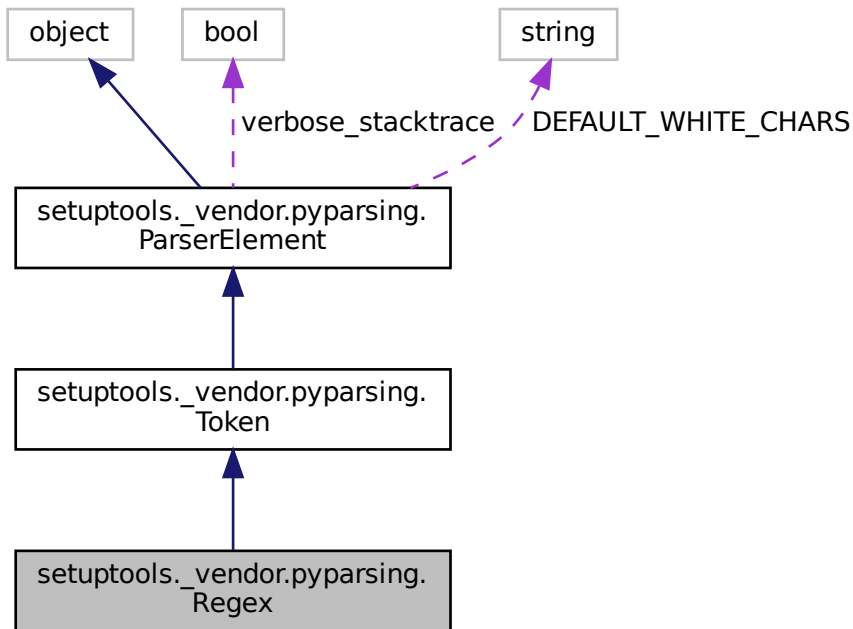 object
bool
string
verbose_stacktrace
DEFAULT_WHITE_CHARS
setuptools._vendor.pyparsing.
ParserElement
setuptools._vendor.pyparsing.
Token
setuptools._vendor.pyparsing.
Regex